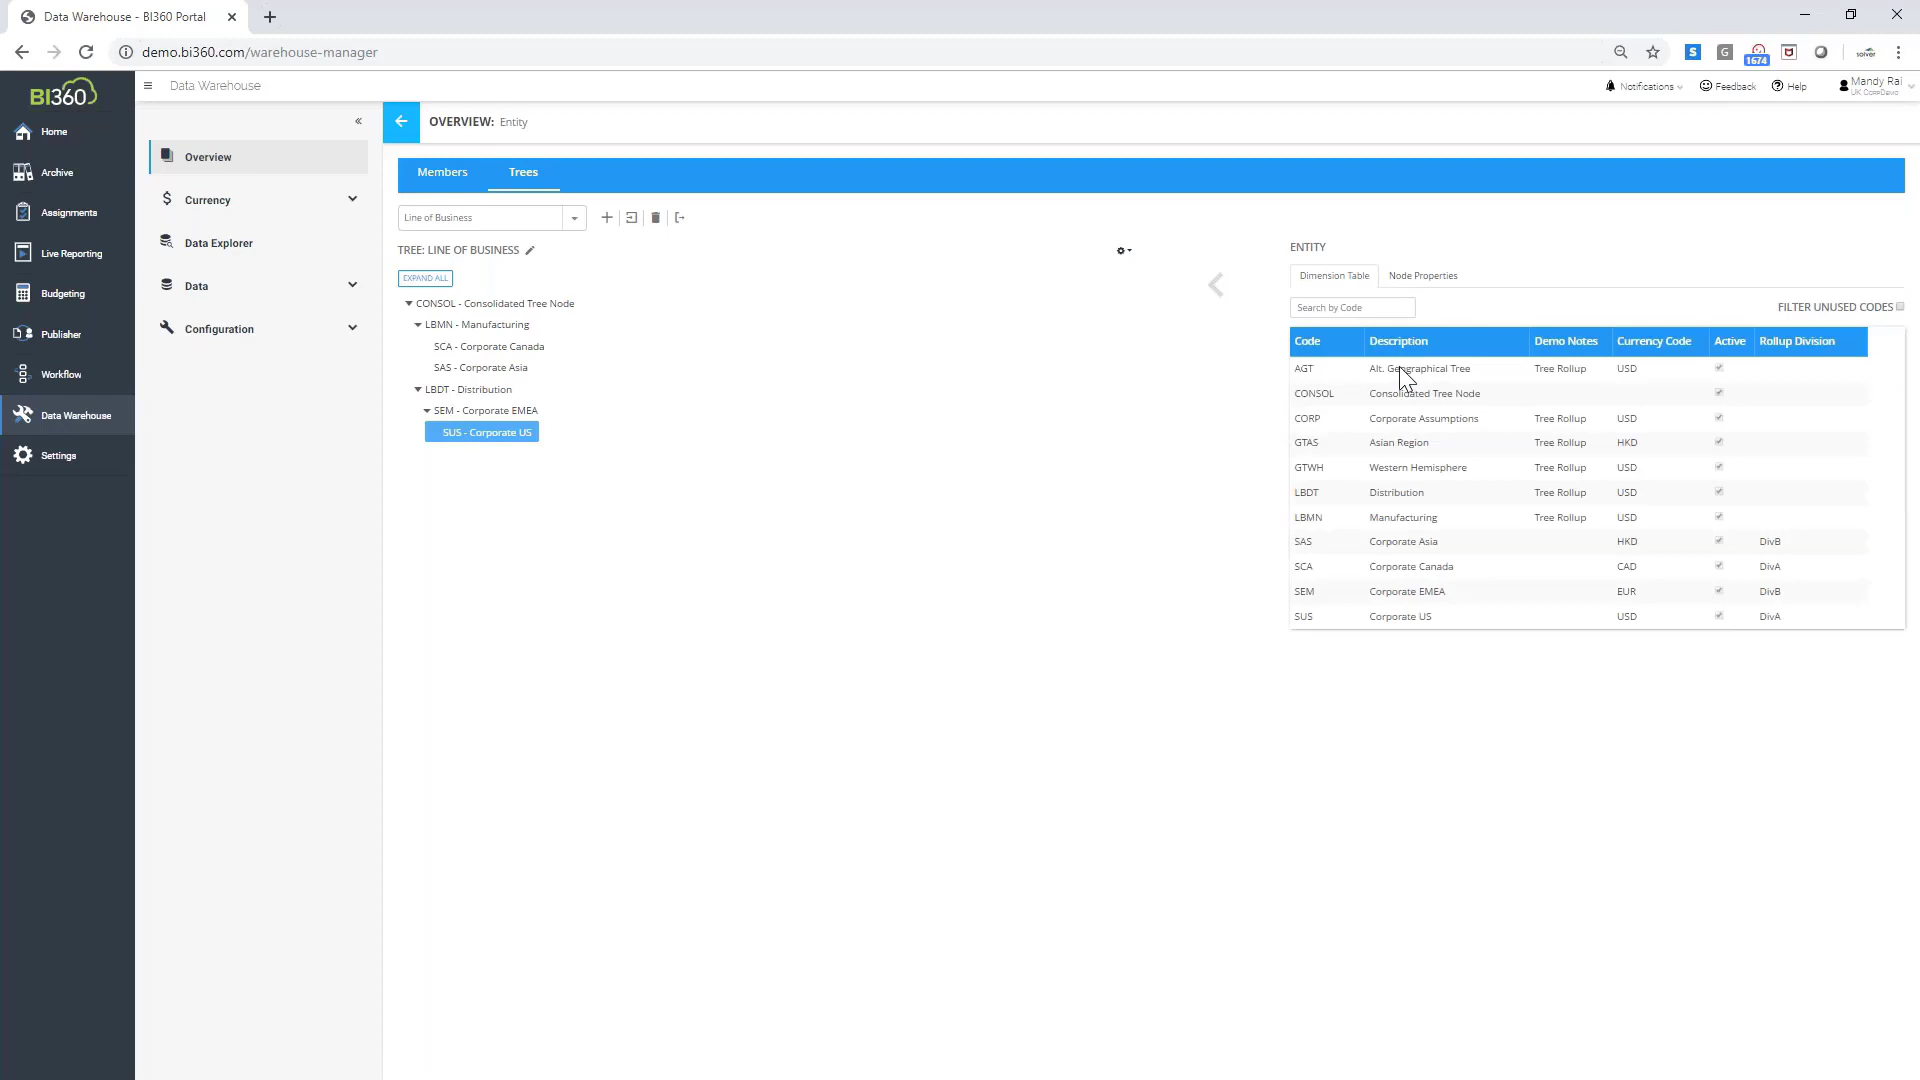 Data Warehouse - BI360 Portal
demo.bi360.com/warehouse-manager
S
G
1674
solver
BI360
Data Warehouse
Notifications
Feedback
Help
Mandy Rai
UK CorpDemo
Home
Archive
Assignments
Live Reporting
Budgeting
Publisher
Workflow
Data Warehouse
Settings
«
Overview
Currency
Data Explorer
Data
Configuration
OVERVIEW: Entity
Members Trees
Line of Business
TREE: LINE OF BUSINESS
EXPAND ALL
CONSOL - Consolidated Tree Node
LBMN - Manufacturing
SCA - Corporate Canada
SAS - Corporate Asia
LBDT - Distribution
SEM - Corporate EMEA
SUS - Corporate US
ENTITY
Dimension Table Node Properties
Search by Code FILTER UNUSED CODES
Code Description Demo Notes Currency Code Active Rollup Division
AGT Alt. Geographical Tree Tree Rollup USD
CONSOL Consolidated Tree Node
CORP Corporate Assumptions Tree Rollup USD
GTAS Asian Region Tree Rollup HKD
GTWH Western Hemisphere Tree Rollup USD
LBDT Distribution Tree Rollup USD
LBMN Manufacturing Tree Rollup USD
SAS Corporate Asia HKD DivB
SCA Corporate Canada CAD DivA
SEM Corporate EMEA EUR DivB
SUS Corporate US USD DivA